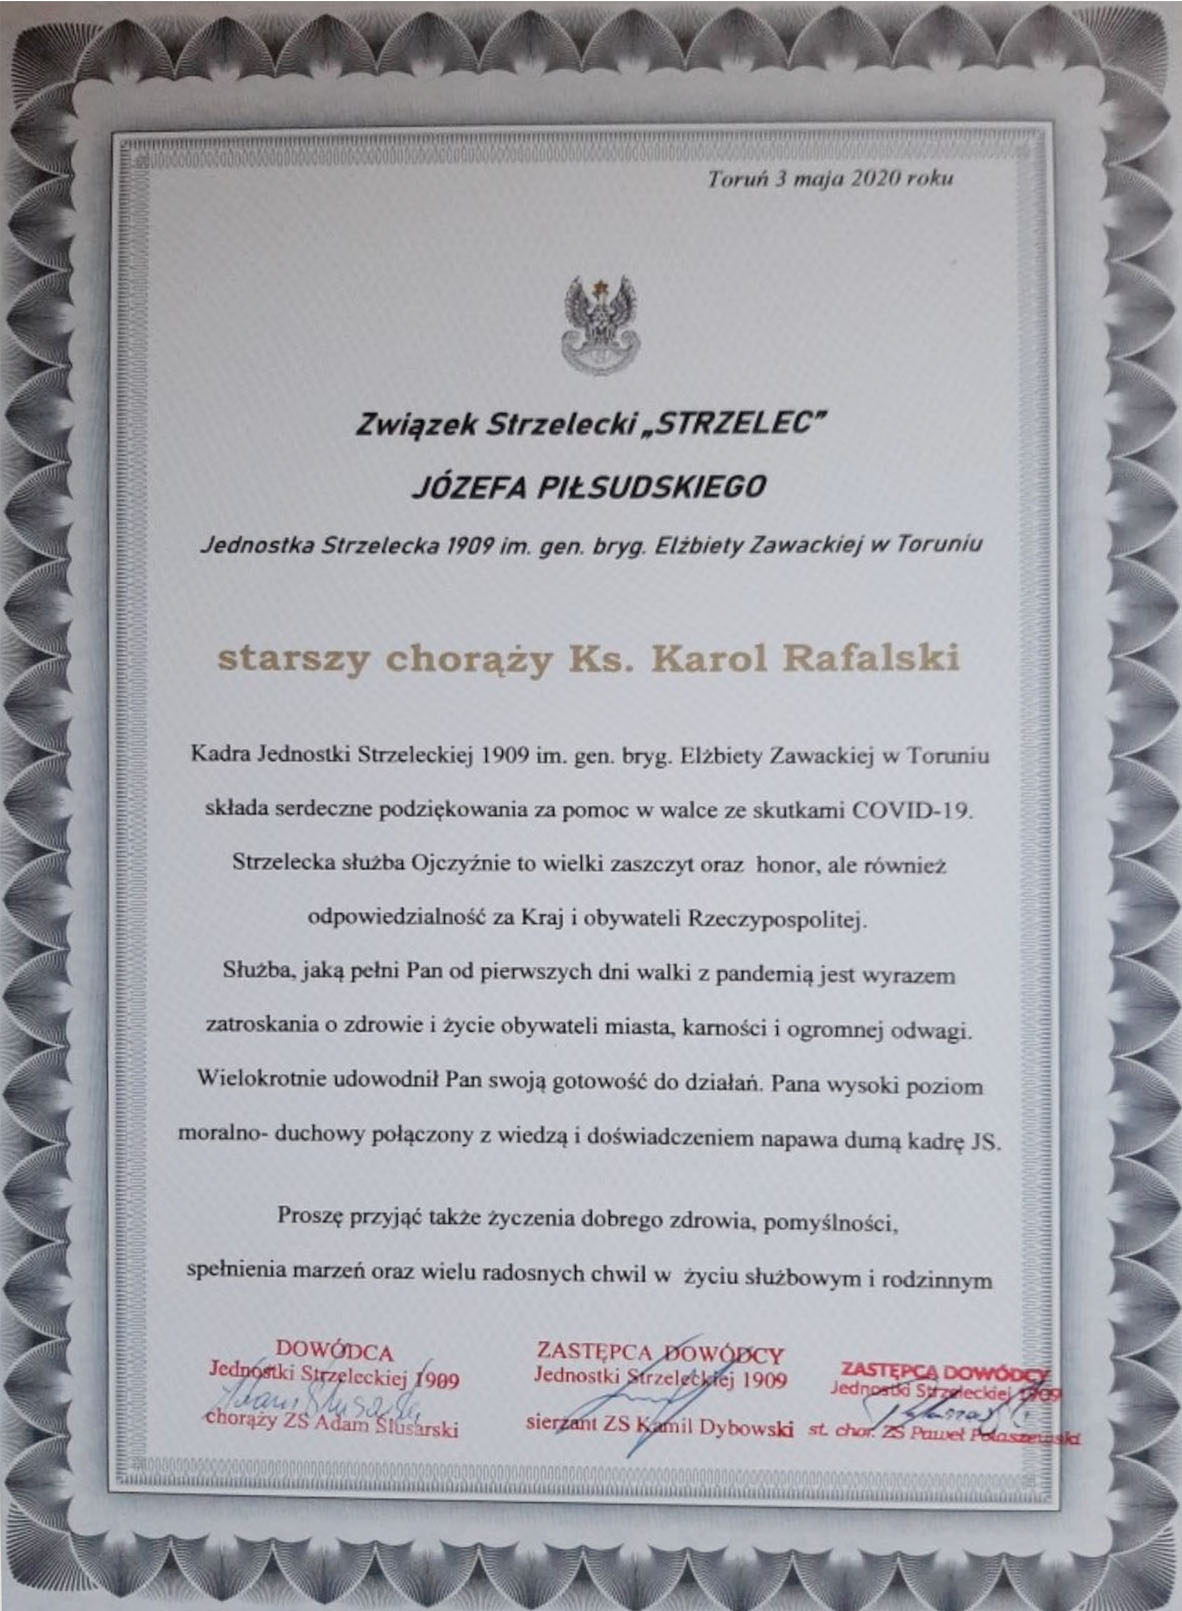 Toruń 3 maja 2020 roku
Związek Strzelecki „STRZELEC”
JÓZEFA PIŁSUDSKIEGO
Jednostka Strzelecka 1909 im. gen. bryg. Elżbiety Zawackiej w Toruniu
starszy chorąży Ks. Karol Rafalski
Kadra Jednostki Strzeleckiej 1909 im. gen. bryg. Elżbiety Zawackiej w Toruniu
składa serdeczne podziękowania za pomoc w walce ze skutkami COVID-19.
Strzelecka służba Ojczyźnie to wielki zaszczyt oraz honor, ale również
odpowiedzialność za Kraj i obywateli Rzeczypospolitej.
Służba, jaką pełni Pan od pierwszych dni walki z pandemią jest wyrazem
zatroskania o zdrowie i życie obywateli miasta, karności i ogromnej odwagi.
Wielokrotnie udowodnił Pan swoją gotowość do działań. Pana wysoki poziom
moralno- duchowy połączony z wiedzą i doświadczeniem napawa dumą kadrę JS.
Proszę przyjąć także życzenia dobrego zdrowia, pomyślności,
spełnienia marzeń oraz wielu radosnych chwil w życiu służbowym i rodzinnym
DOWÓDCA
Jednostki Strzeleckiej 1909
chorąży ZS Adam Ślusarski
ZASTĘPCA DOWÓDCY
Jednostki Strzeleckiej 1909
sierżant ZS Kamil Dybowski
ZASTĘPCA DOWÓDCY
Jednostki Strzeleckiej 1909
st. chor. ZS Paweł Połaszewski